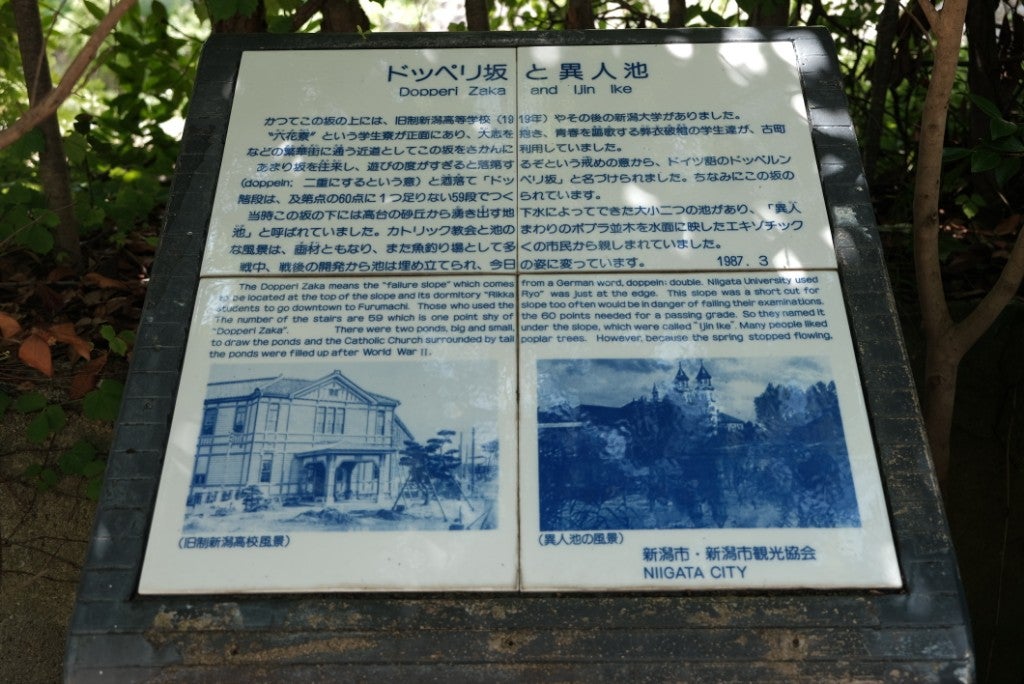 ドッペリ坂と異人池
Dopperi Zaka and Ijin Ike
かつてこの坂の上には、旧制新潟高等学校(1919年)やその後の新潟大学がありました。
"六花寮"という学生寮が正面にあり、大志を抱き、青春を謳歌する弊衣破帽の学生達が、古町
などの繁華街に通う近道としてこの坂をさかんに利用していました。
あまり坂を往来し、遊びの度がすぎると落第するぞという戒めの意から、ドイツ語のドッペルン
(doppeln: 二重にするという意)と洒落て「ドッペリ坂」と名づけられました。ちなみにこの坂の
階段は、及第点の60点に1つ足りない59段でつくられています。
当時この坂の下には高台の砂丘から湧き出す地下水によってできた大小二つの池があり、「異人
池」と呼ばれていました。カトリック教会と池のまわりのポプラ並木を水面に映したエキゾチック
な風景は、画材ともなり、また魚釣り場として多くの市民から親しまれていました。
戦中、戦後の開発から池は埋め立てられ、今日の姿に変っています。 1987. 3
The Dopperi Zaka means the "failure slope" which comes from a German word, doppeln: double. Niigata University used
to be located at the top of the slope and its dormitory "Rikka Ryo" was just at the edge. This slope was a short cut for
students to go downtown to Furumachi. Those who used the slope too often would be in danger of failing their examinations.
The number of the stairs are 59 which is one point shy of the 60 points needed for a passing grade. So they named it
"Dopperi Zaka". There were two ponds, big and small, under the slope, which were called "Ijin Ike". Many people liked
to draw the ponds and the Catholic Church surrounded by tall poplar trees. However, because the spring stopped flowing,
the ponds were filled up after World War II.
(旧制新潟高校風景)
(異人池の風景)
新潟市・新潟市観光協会
NIIGATA CITY